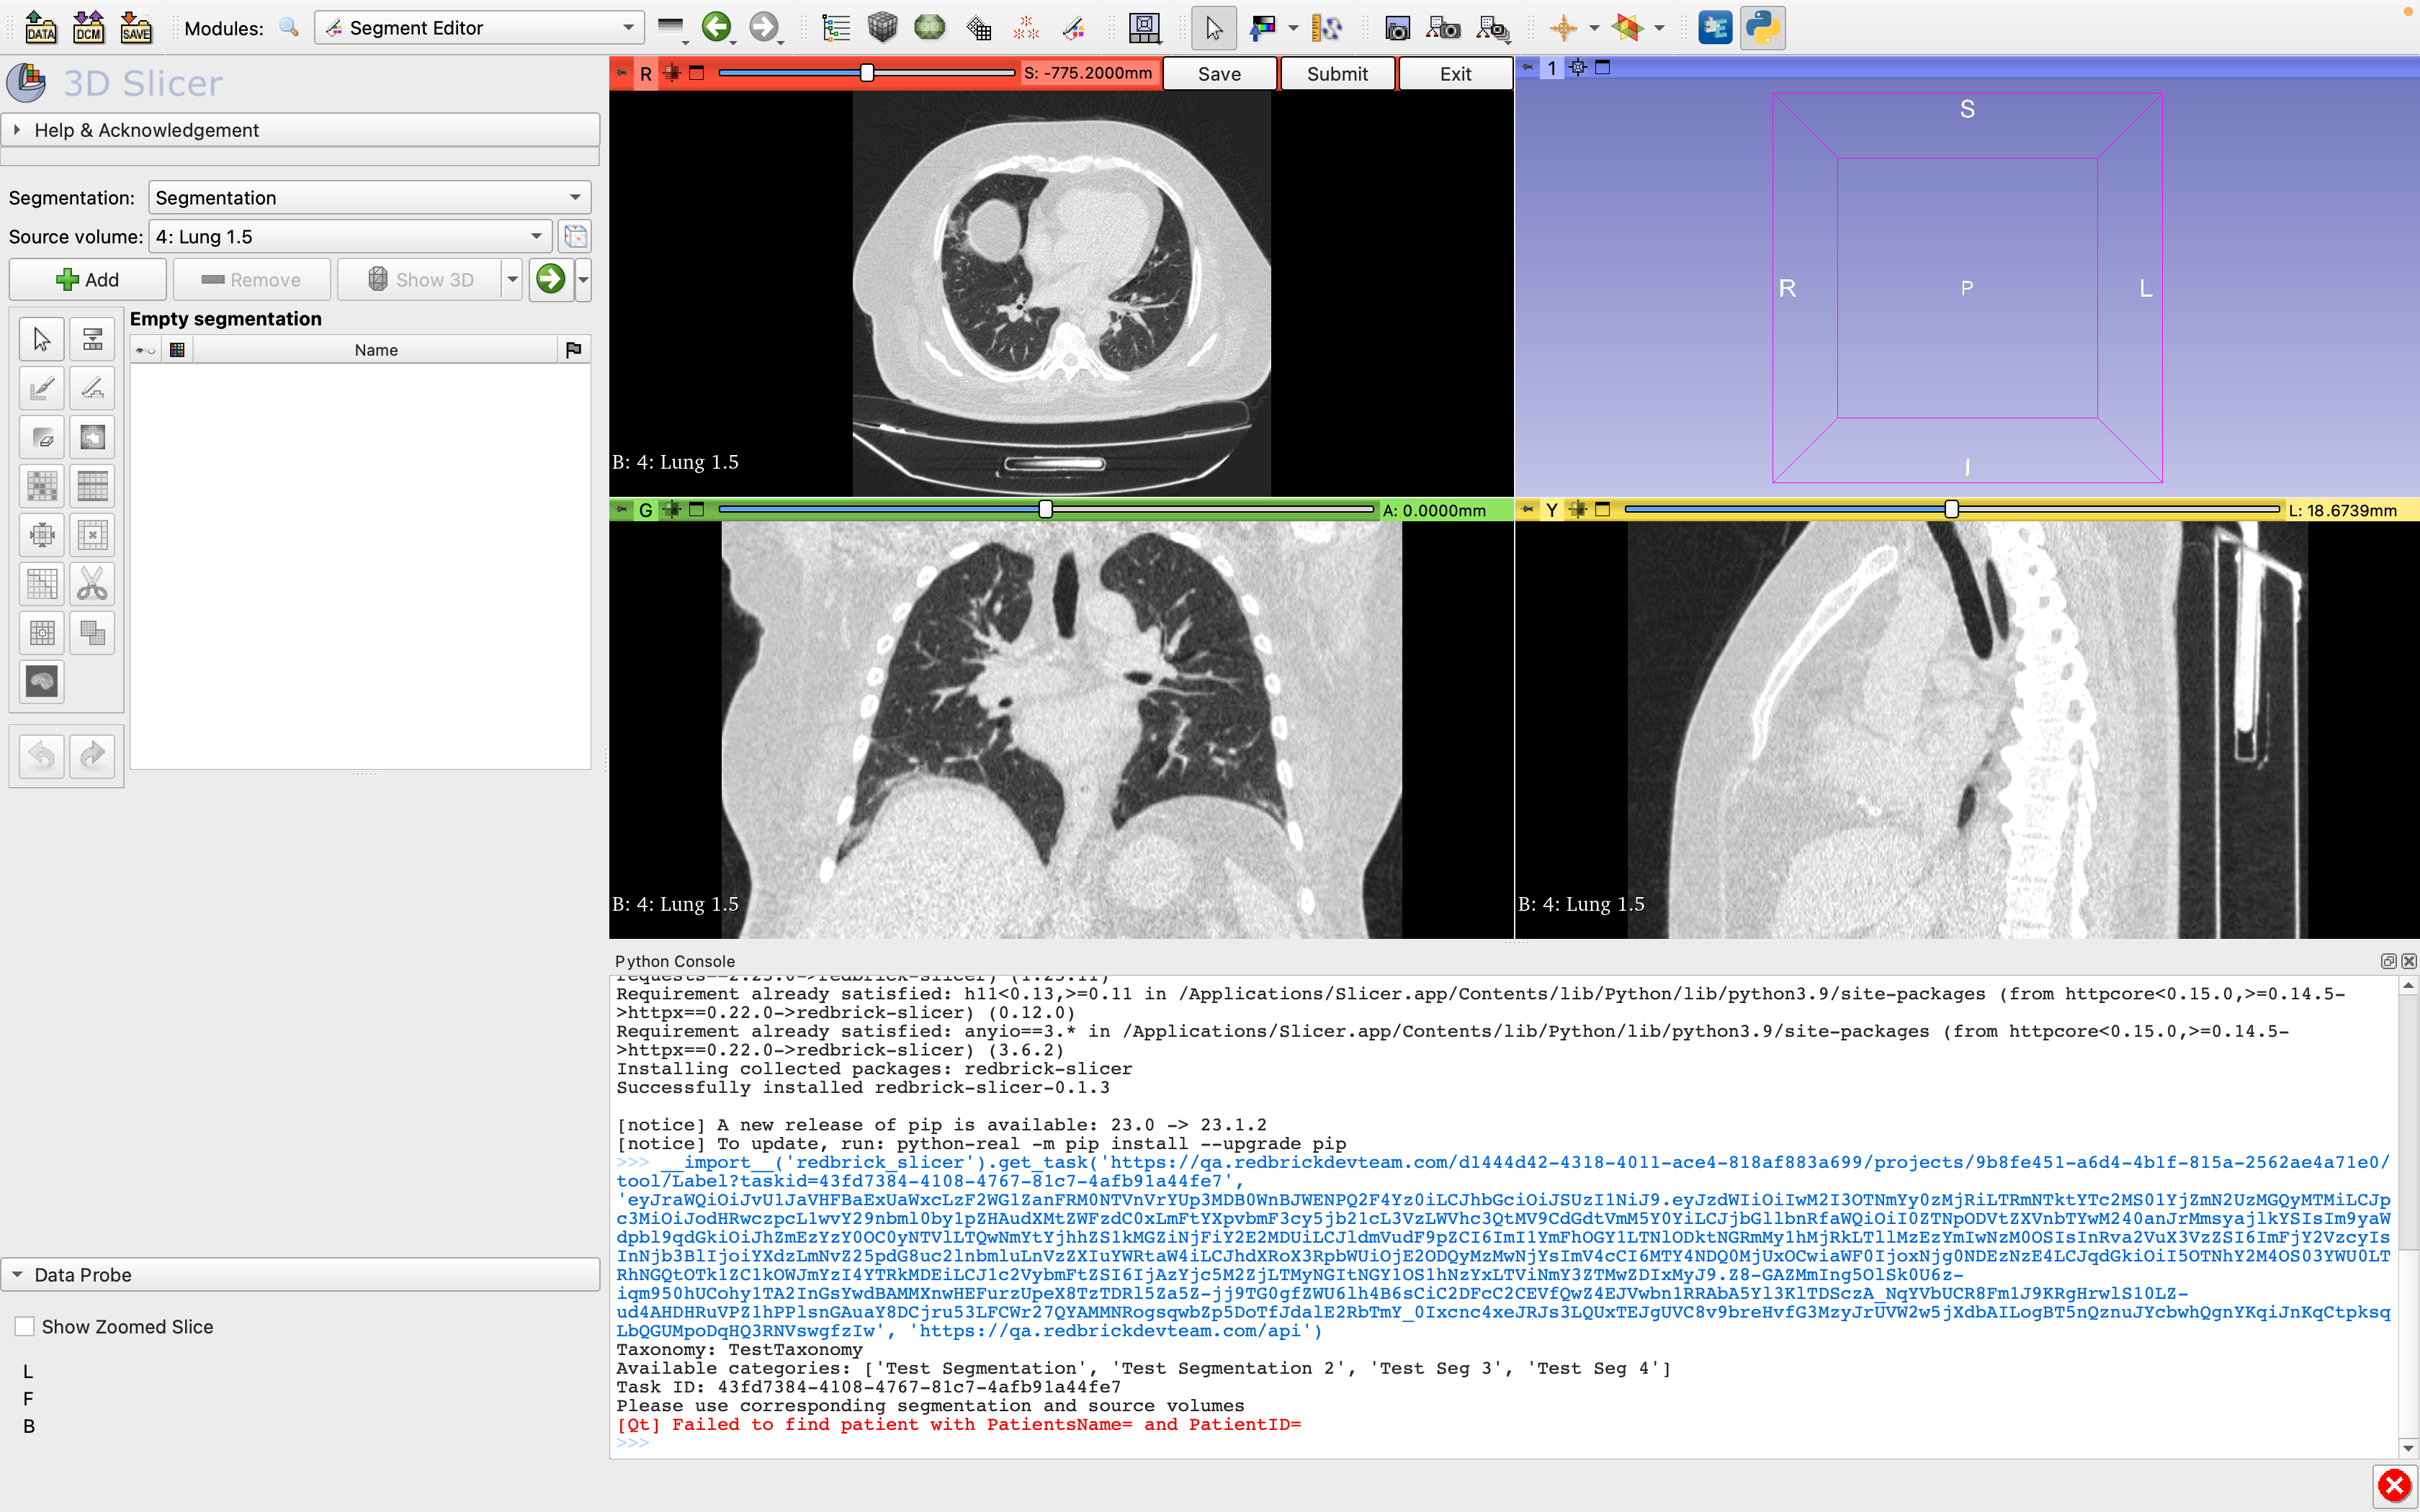 DATA
DCM
SAVE
Modules:
Segment Editor
3D Slicer
Help & Acknowledgement
Segmentation: Segmentation
Source volume: 4: Lung 1.5
Add
Remove
Show 3D
Empty segmentation
Name
R
S: -775.2000mm
Save
Submit
Exit
B: 4: Lung 1.5
1
S
R
P
L
I
G
A: 0.0000mm
B: 4: Lung 1.5
Y
L: 18.6739mm
B: 4: Lung 1.5
Python Console
Requirement already satisfied: h11<0.13,>=0.11 in /Applications/Slicer.app/Contents/lib/Python/lib/python3.9/site-packages (from httpcore<0.15.0,>=0.14.5-
>httpx==0.22.0->redbrick-slicer) (0.12.0)
Requirement already satisfied: anyio==3.* in /Applications/Slicer.app/Contents/lib/Python/lib/python3.9/site-packages (from httpcore<0.15.0,>=0.14.5-
>httpx==0.22.0->redbrick-slicer) (3.6.2)
Installing collected packages: redbrick-slicer
Successfully installed redbrick-slicer-0.1.3
[notice] A new release of pip is available: 23.0 -> 23.1.2
[notice] To update, run: python-real -m pip install --upgrade pip
>>> __import__('redbrick_slicer').get_task('https://qa.redbrickdevteam.com/d1444d42-4318-4011-ace4-818af883a699/projects/9b8fe451-a6d4-4b1f-815a-2562ae4a71e0/
tool/Label?taskid=43fd7384-4108-4767-81c7-4afb91a44fe7',
'https://qa.redbrickdevteam.com/api')
Taxonomy: TestTaxonomy
Available categories: ['Test Segmentation', 'Test Segmentation 2', 'Test Seg 3', 'Test Seg 4']
Task ID: 43fd7384-4108-4767-81c7-4afb91a44fe7
Please use corresponding segmentation and source volumes
[Qt] Failed to find patient with PatientsName= and PatientID=
>>>
Data Probe
Show Zoomed Slice
L
F
B